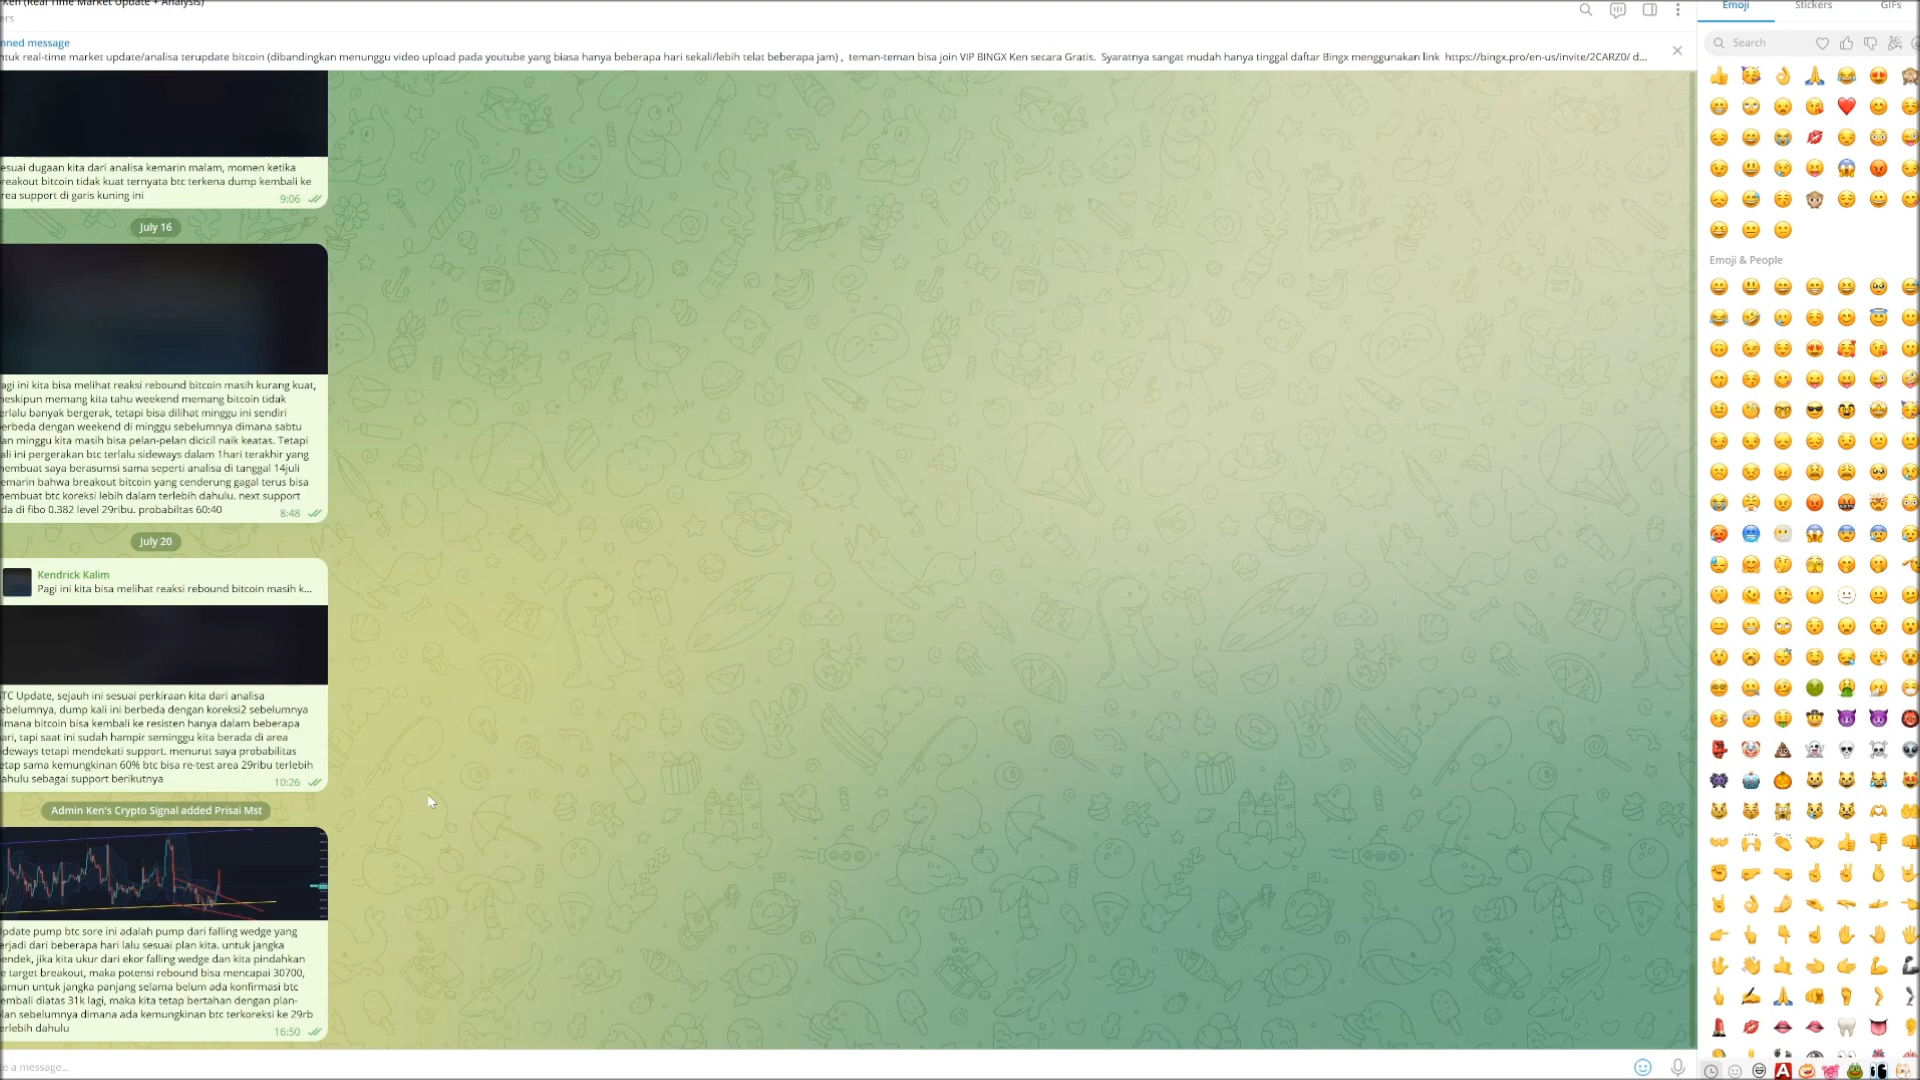 Ken (Real Time Market Update + Analysis)
ers
nned message
ntuk real-time market update/analisa terupdate bitcoin (dibandingkan menunggu video upload pada youtube yang biasa hanya beberapa hari sekali/lebih telat beberapa jam) , teman-teman bisa join VIP BINGX Ken secara Gratis. Syaratnya sangat mudah hanya tinggal daftar Bingx menggunakan link https://bingx.pro/en-us/invite/2CARZ0/ d...
esuai dugaan kita dari analisa kemarin malam, momen ketika
reakout bitcoin tidak kuat ternyata btc terkena dump kembali ke
rea support di garis kuning ini
9:06
July 16
agi ini kita bisa melihat reaksi rebound bitcoin masih kurang kuat,
neskipun memang kita tahu weekend memang bitcoin tidak
erlalu banyak bergerak, tetapi bisa dilihat minggu ini sendiri
erbeda dengan weekend di minggu sebelumnya dimana sabtu
an minggu kita masih bisa pelan-pelan dicicil naik keatas. Tetapi
ali ini pergerakan btc terlalu sideways dalam 1hari terakhir yang
nembuat saya berasumsi sama seperti analisa di tanggal 14juli
emarin bahwa breakout bitcoin yang cenderung gagal terus bisa
nembuat btc koreksi lebih dalam terlebih dahulu. next support
da di fibo 0.382 level 29ribu. probabiltas 60:40
8:48
July 20
Kendrick Kalim
Pagi ini kita bisa melihat reaksi rebound bitcoin masih k...
TC Update, sejauh ini sesuai perkiraan kita dari analisa
ebelumnya, dump kali ini berbeda dengan koreksi2 sebelumnya
imana bitcoin bisa kembali ke resisten hanya dalam beberapa
ari, tapi saat ini sudah hampir seminggu kita berada di area
ideways tetapi mendekati support. menurut saya probabilitas
etap sama kemungkinan 60% btc bisa re-test area 29ribu terlebih
ahulu sebagai support berikutnya
10:26
Admin Ken's Crypto Signal added Prisai Mst
Update pump btc sore ini adalah pump dari falling wedge yang
erjadi dari beberapa hari lalu sesuai plan kita. untuk jangka
endek, jika kita ukur dari ekor falling wedge dan kita pindahkan
e target breakout, maka potensi rebound bisa mencapai 30700,
amun untuk jangka panjang selama belum ada konfirmasi btc
embali diatas 31k lagi, maka kita tetap bertahan dengan plan-
lan sebelumnya dimana ada kemungkinan btc terkoreksi ke 29rb
erlebih dahulu
16:50
e a message...
Emoji
Stickers
GIFs
Search
Emoji & People